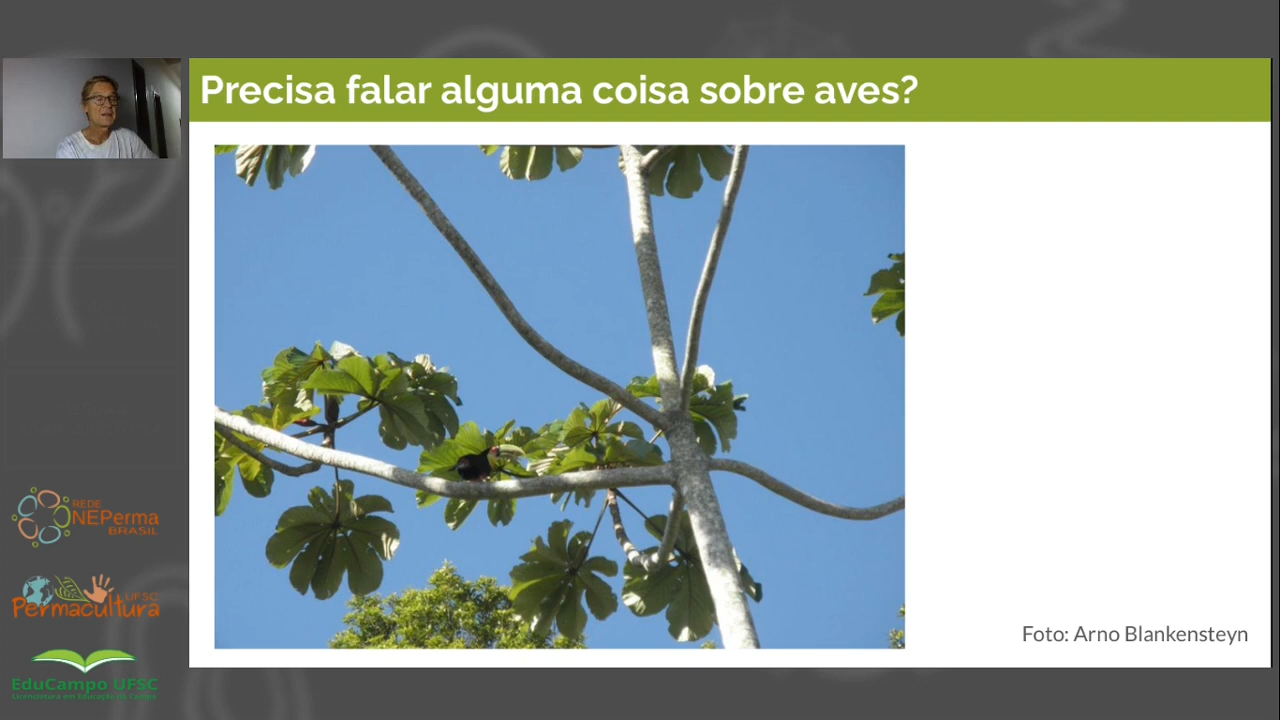 Precisa falar alguma coisa sobre aves?
Foto: Arno Blankensteyn
REDE
NEPerma
BRASIL
UFSC
Permacultura
EduCampo UFSC
Licenciatura em Educação do Campo